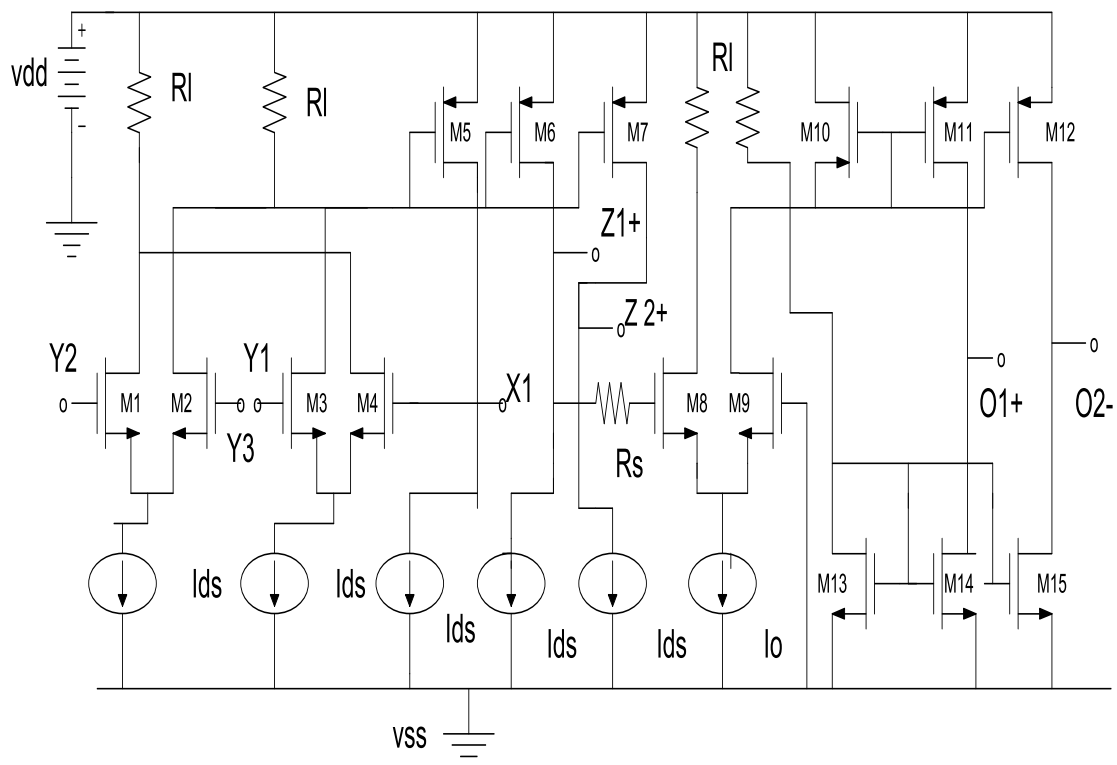 +
vdd
-
Rl
Rl
Rl
M5
M6
M7
M10
M11
M12
Z1+
Z 2+
Y2
M1
M2
Y3
Y1
M3
M4
X1
Rs
M8
M9
O1+
O2-
Ids
Ids
Ids
Ids
Ids
Io
M13
M14
M15
vss